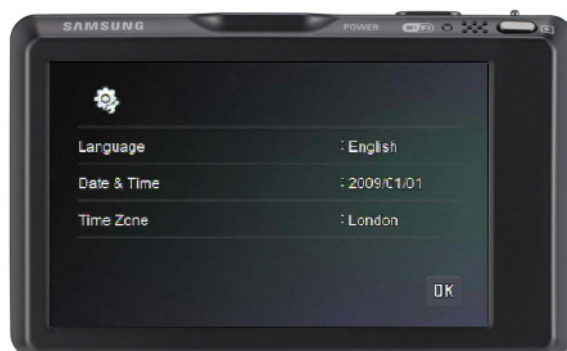 SAMSUNG POWER WiFi
Language : English
Date & Time : 2009/01/01
Time Zone : London
OK